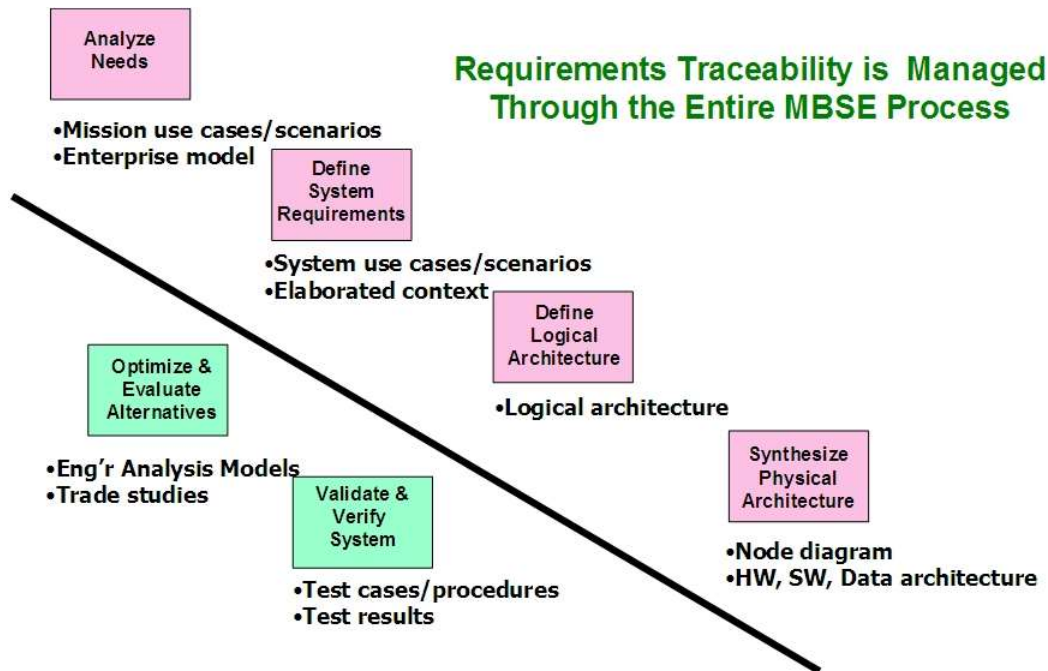 Analyze
Needs
Requirements Traceability is Managed
Through the Entire MBSE Process
•Mission use cases/scenarios
•Enterprise model
Define
System
Requirements
•System use cases/scenarios
•Elaborated context
Define
Logical
Architecture
•Logical architecture
Optimize &
Evaluate
Alternatives
•Eng'r Analysis Models
•Trade studies
Synthesize
Physical
Architecture
•Node diagram
•HW, SW, Data architecture
Validate &
Verify
System
•Test cases/procedures
•Test results